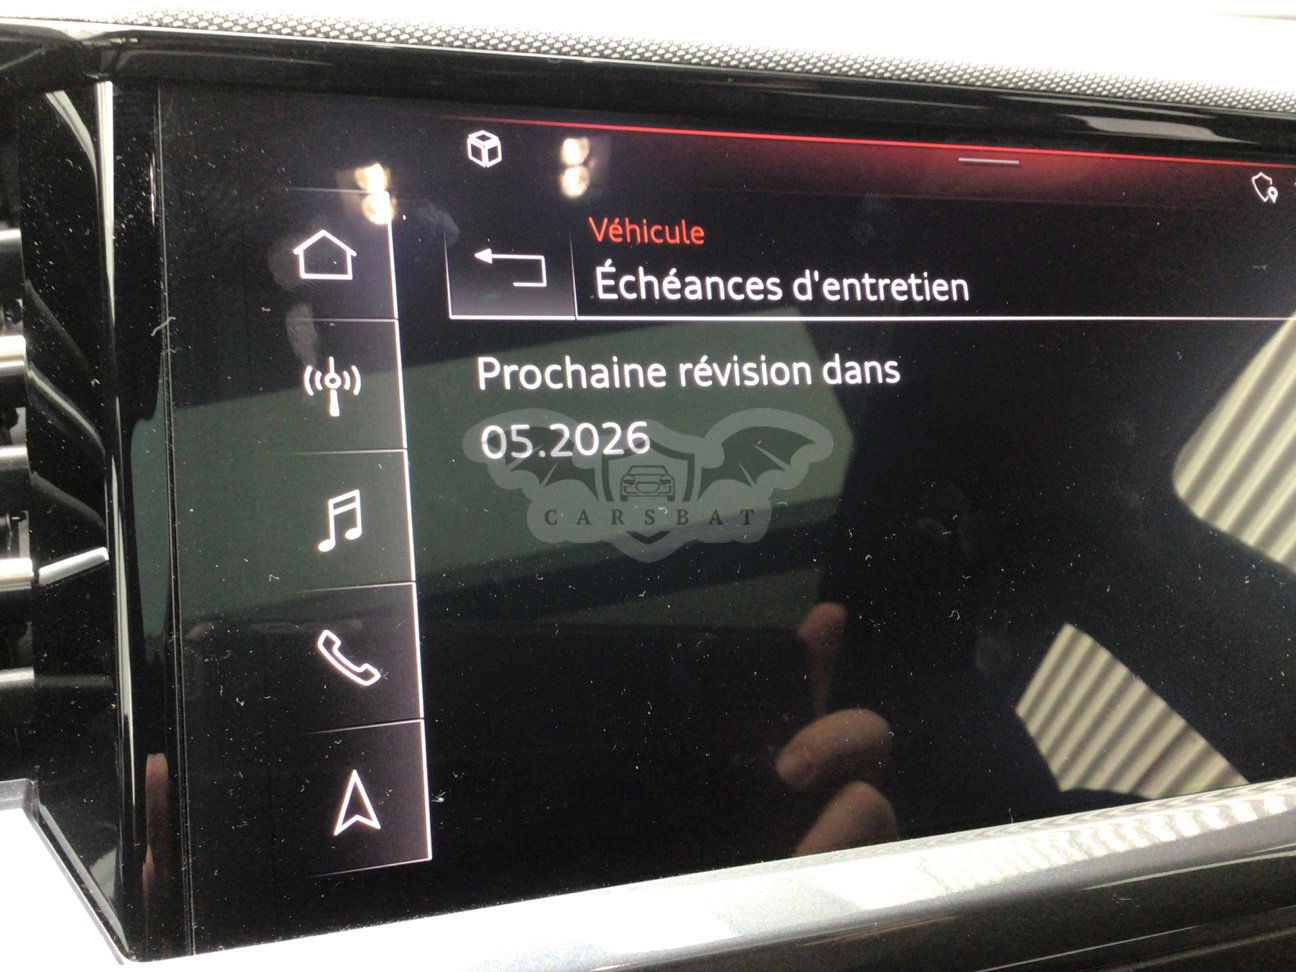 Véhicule
Échéances d'entretien
Prochaine révision dans
05.2026
CARSBAT